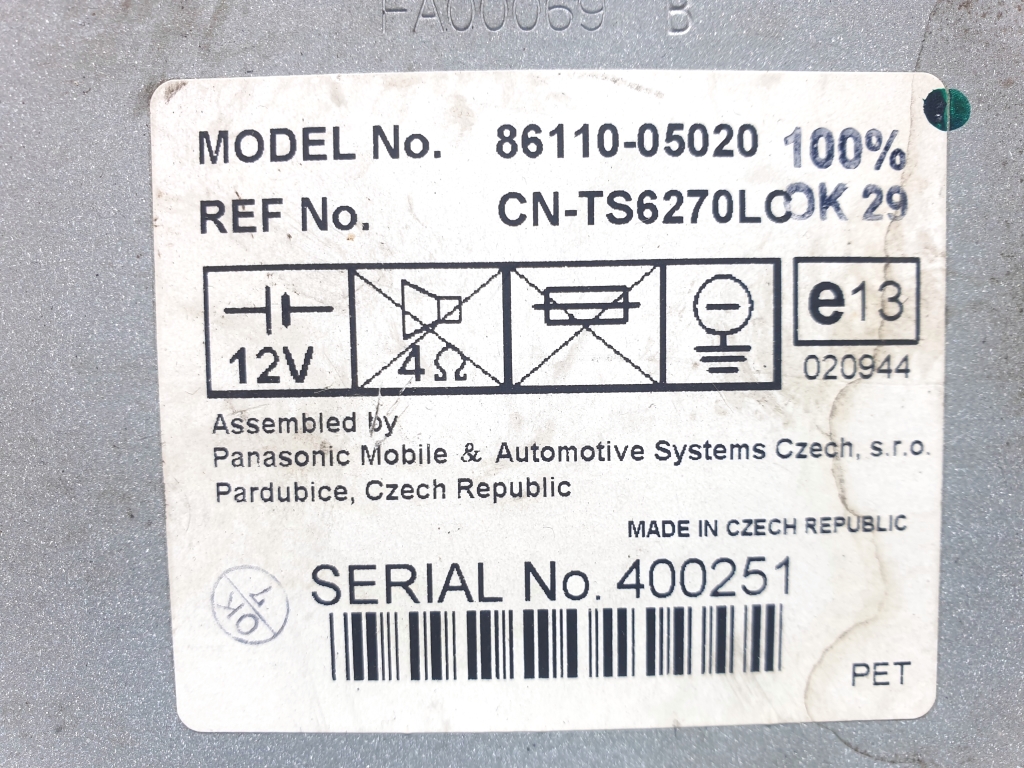 FA00069 B
MODEL No. 86110-05020
100%
REF No. CN-TS6270LC
OK 29
12V
4Ω
e13
020944
Assembled by
Panasonic Mobile & Automotive Systems Czech, s.r.o.
Pardubice, Czech Republic
MADE IN CZECH REPUBLIC
SERIAL No. 400251
PET